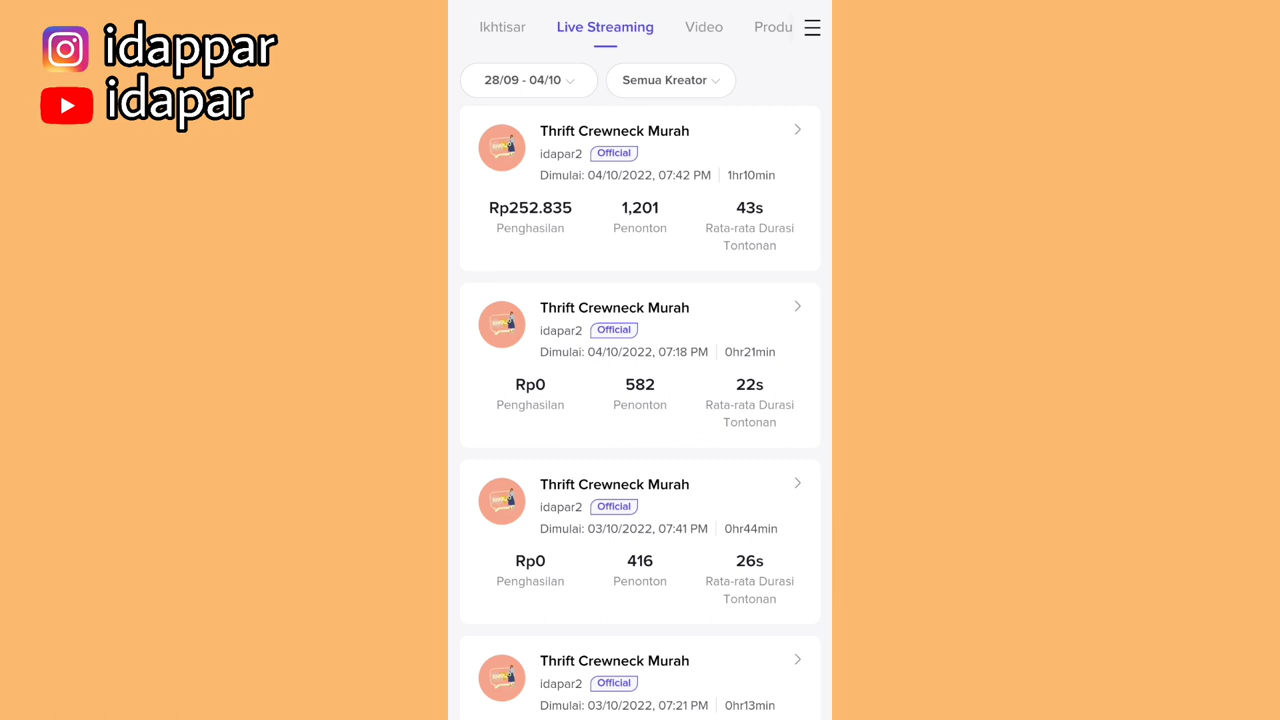 idappar
idapar
Ikhtisar Live Streaming Video Produ
28/09 - 04/10 Semua Kreator
Thrift Crewneck Murah
idapar2 Official
Dimulai: 04/10/2022, 07:42 PM 1hr10min
Rp252.835 1,201 43s
Penghasilan Penonton Rata-rata Durasi
Tontonan
Thrift Crewneck Murah
idapar2 Official
Dimulai: 04/10/2022, 07:18 PM 0hr21min
Rp0 582 22s
Penghasilan Penonton Rata-rata Durasi
Tontonan
Thrift Crewneck Murah
idapar2 Official
Dimulai: 03/10/2022, 07:41 PM 0hr44min
Rp0 416 26s
Penghasilan Penonton Rata-rata Durasi
Tontonan
Thrift Crewneck Murah
idapar2 Official
Dimulai: 03/10/2022, 07:21 PM 0hr13min